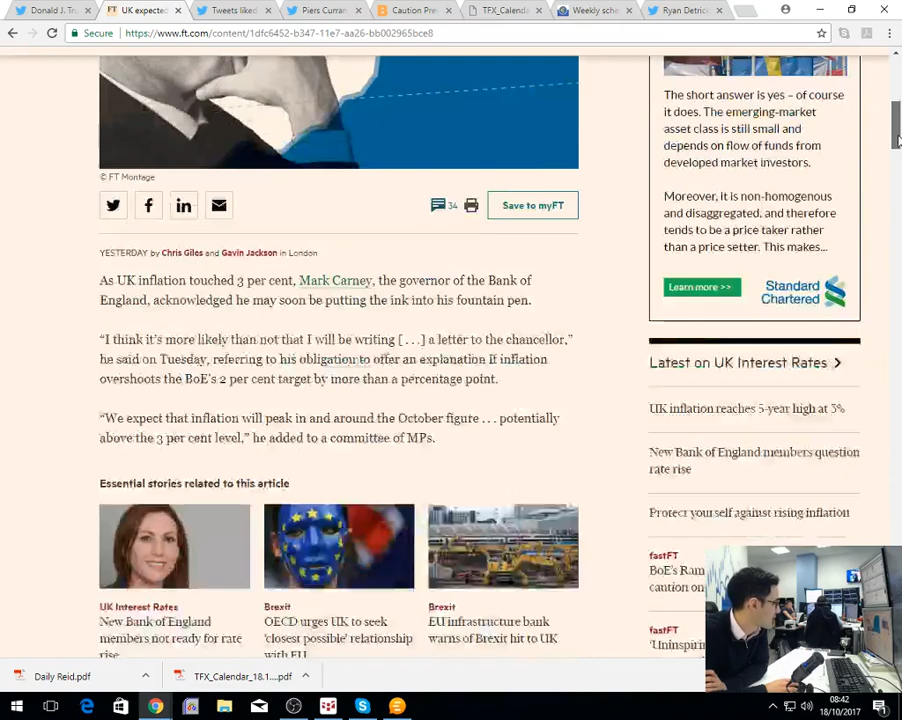 Donald J. Tru
UK expected
Tweets liked
Piers Curran
Caution Pre
TFX_Calenda
Weekly sche
Ryan Detrick
Secure
https://www.ft.com/content/1dfc6452-b347-11e7-aa26-bb002965bce8
© FT Montage
34
Save to myFT
YESTERDAY by Chris Giles and Gavin Jackson in London
As UK inflation touched 3 per cent, Mark Carney, the governor of the Bank of
England, acknowledged he may soon be putting the ink into his fountain pen.
“I think it’s more likely than not that I will be writing [...] a letter to the chancellor,”
he said on Tuesday, referring to his obligation to offer an explanation if inflation
overshoots the BoE’s 2 per cent target by more than a percentage point.
“We expect that inflation will peak in and around the October figure ... potentially
above the 3 per cent level,” he added to a committee of MPs.
Essential stories related to this article
UK Interest Rates
New Bank of England
members not ready for rate
rise
Brexit
OECD urges UK to seek
‘closest possible’ relationship
with EU
Brexit
EU infrastructure bank
warns of Brexit hit to UK
The short answer is yes – of course
it does. The emerging-market
asset class is still small and
depends on flow of funds from
developed market investors.
Moreover, it is non-homogenous
and disaggregated, and therefore
tends to be a price taker rather
than a price setter. This makes...
Learn more >>
Standard
Chartered
Latest on UK Interest Rates
UK inflation reaches 5-year high at 3%
New Bank of England members question
rate rise
Protect yourself against rising inflation
fastFT
BoE's Ram
caution on
fastFT
'Uninspirin
Daily Reid.pdf
TFX_Calendar_18.1....pdf
08:42
18/10/2017